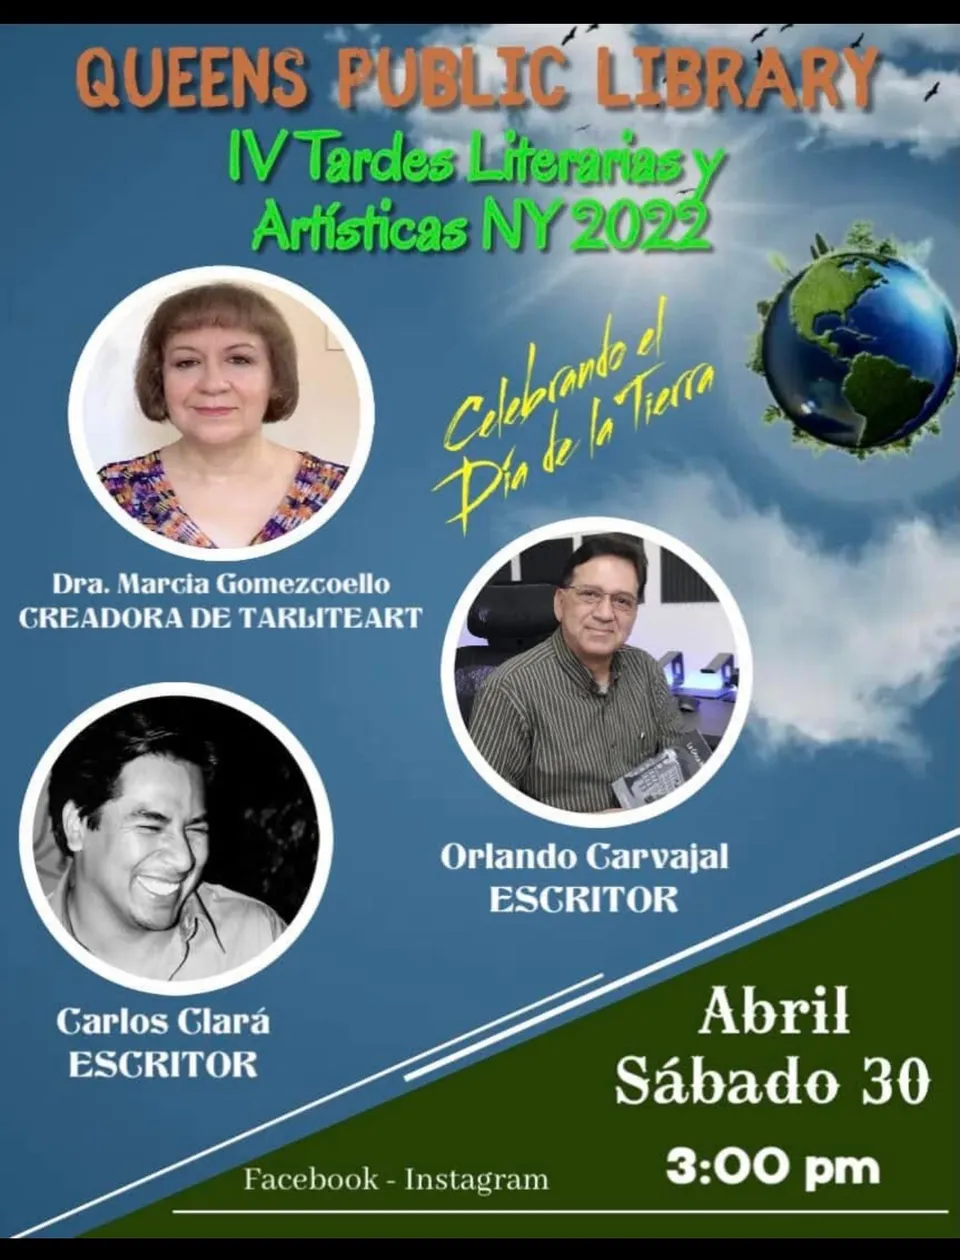 QUEENS PUBLIC LIBRARY
IV Tardes Literarias y
Artísticas NY 2022
Celebrando el
Día de la Tierra
Dra. Marcia Gomezcoello
CREADORA DE TARLITEART
Orlando Carvajal
ESCRITOR
Carlos Clará
ESCRITOR
Abril
Sábado 30
3:00 pm
Facebook - Instagram